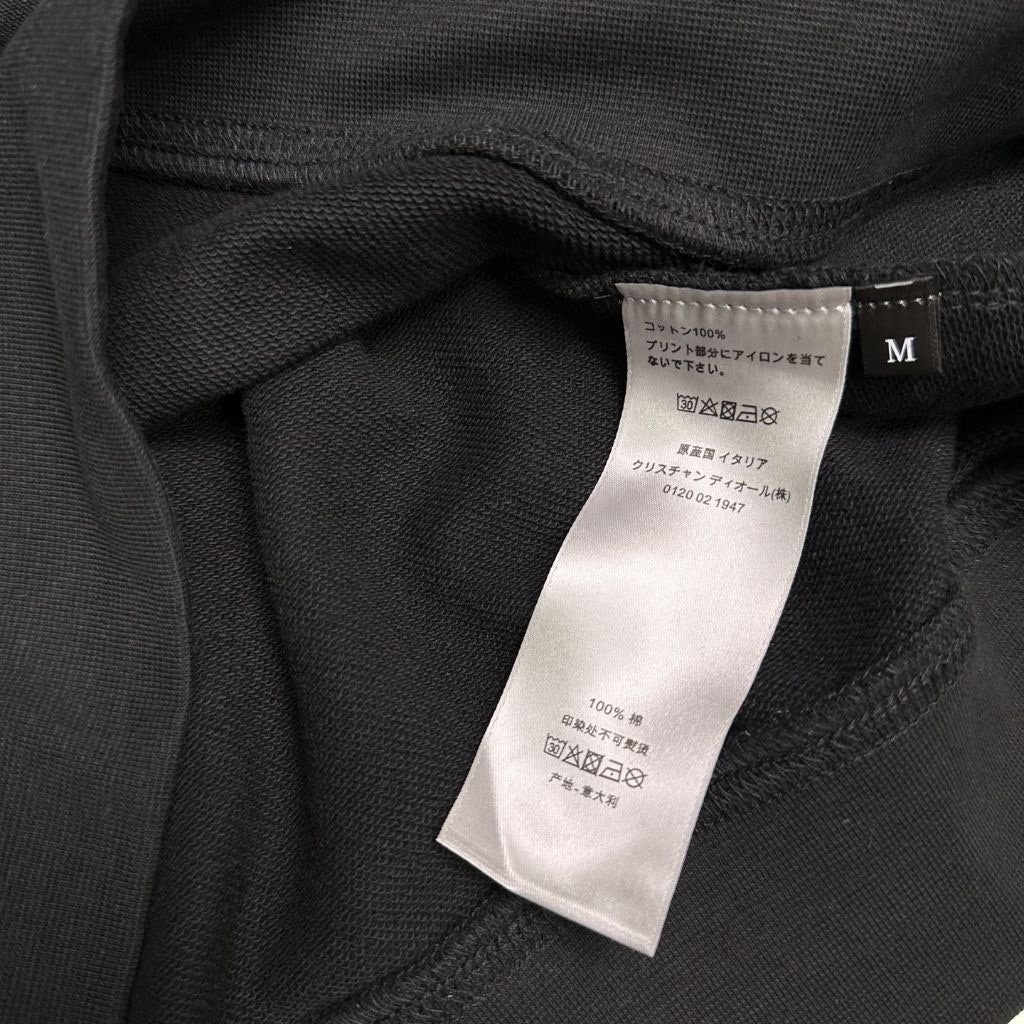 コットン100%
プリント部分にアイロンを当て
ないで下さい。
30
原産国 イタリア
クリスチャン ディオール(株)
0120 02 1947
100% 棉
印染处不可熨烫
30
产地-意大利
M